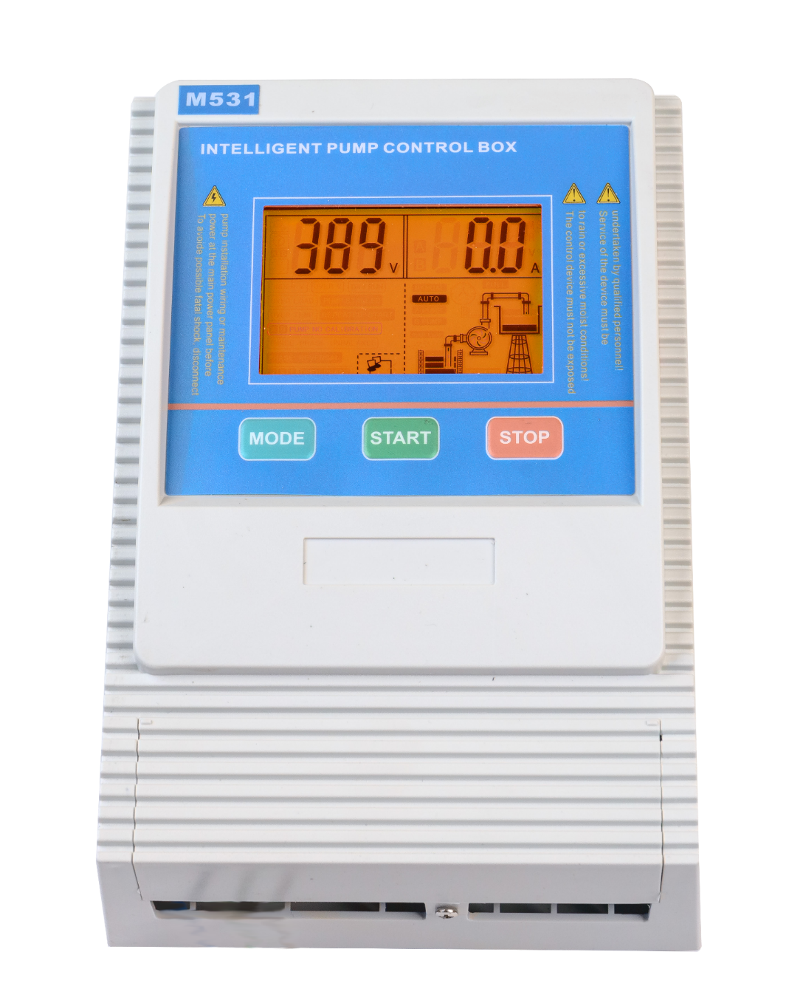 M531
INTELLIGENT PUMP CONTROL BOX
389 V
0.0 A
AUTO
PUMP NO CALIBRATION
To avoide possible fatal shock, disconnect
power at the main power panel before
pump installation wiring or maintenance
The control device must not be exposed
to rain or excessive moist conditions!
Service of the device must be
undertaken by qualified personnel!
MODE
START
STOP